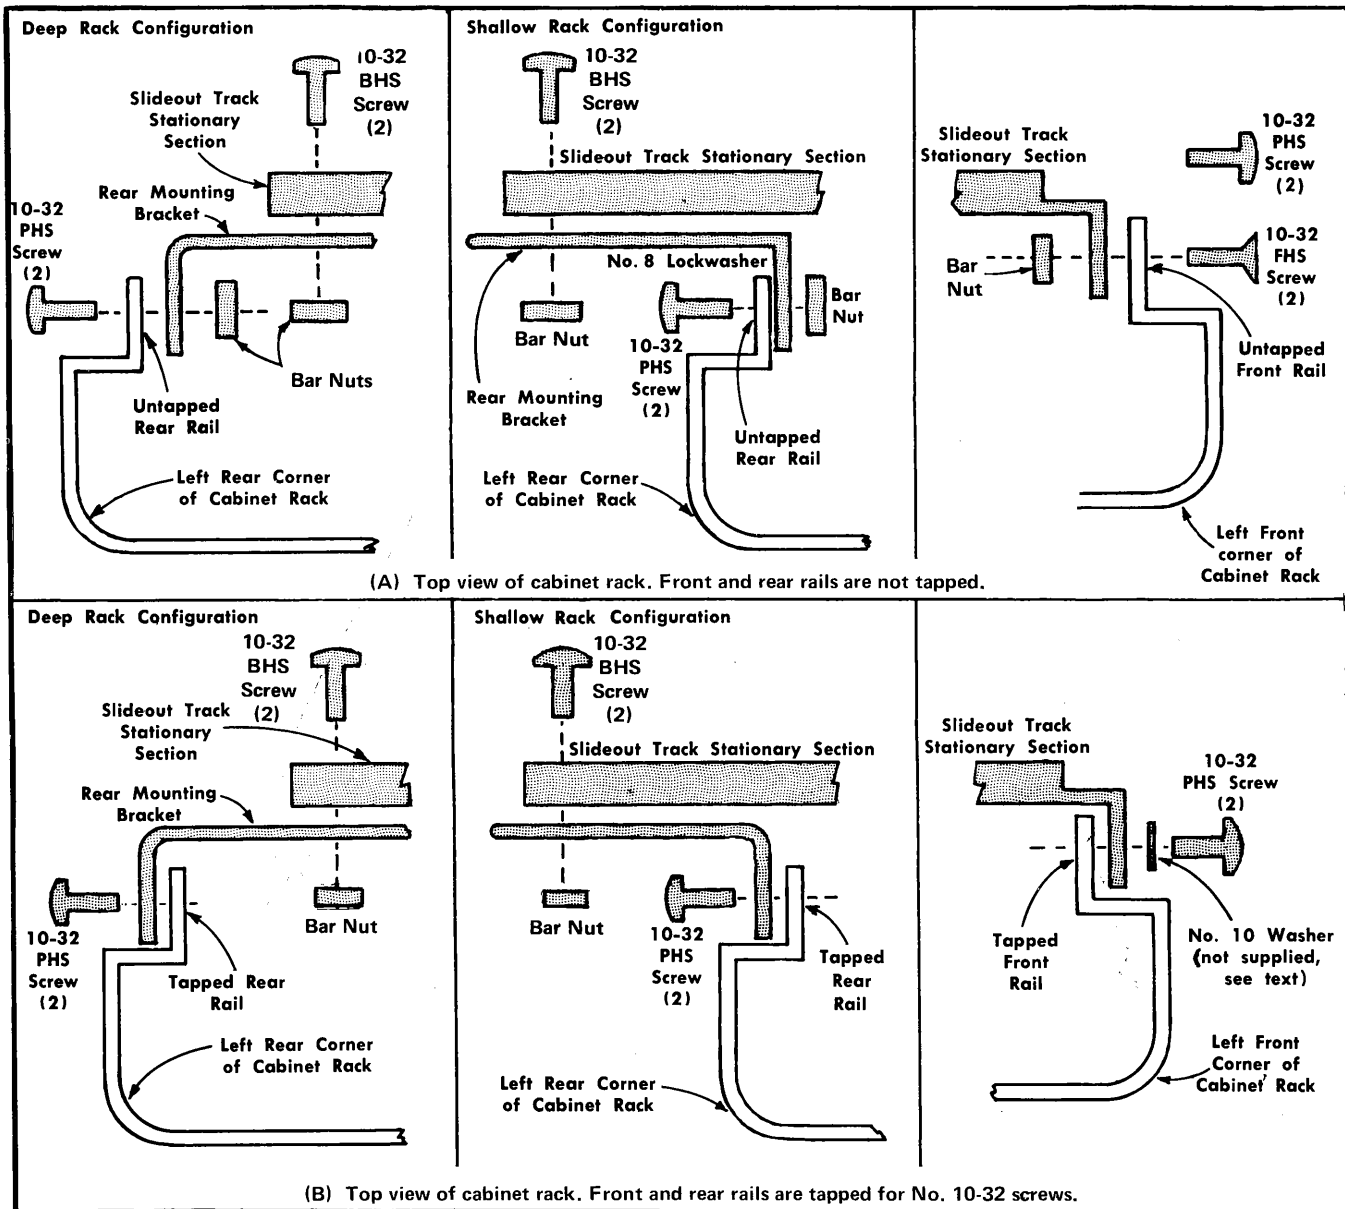 Deep Rack Configuration
10-32
BHS
Screw
(2)
Slideout Track
Stationary
Section
Rear Mounting
Bracket
10-32
PHS
Screw
(2)
Bar Nuts
Untapped
Rear Rail
Left Rear Corner
of Cabinet Rack
Shallow Rack Configuration
10-32
BHS
Screw
(2)
Slideout Track Stationary Section
No. 8 Lockwasher
Bar
Nut
Bar Nut
10-32
PHS
Screw
(2)
Rear Mounting
Bracket
Untapped
Rear Rail
Left Rear Corner
of Cabinet Rack
Slideout Track
Stationary Section
10-32
PHS
Screw
(2)
10-32
FHS
Screw
(2)
Bar
Nut
Untapped
Front Rail
Left Front
corner of
Cabinet Rack
(A) Top view of cabinet rack. Front and rear rails are not tapped.
Deep Rack Configuration
10-32
BHS
Screw
(2)
Slideout Track
Stationary
Section
Rear Mounting
Bracket
10-32
PHS
Screw
(2)
Bar Nut
Tapped Rear
Rail
Left Rear Corner
of Cabinet Rack
Shallow Rack Configuration
10-32
BHS
Screw
(2)
Slideout Track Stationary Section
Bar Nut
10-32
PHS
Screw
(2)
Tapped
Rear
Rail
Left Rear Corner
of Cabinet Rack
Slideout Track
Stationary Section
10-32
PHS Screw
(2)
Tapped
Front
Rail
No. 10 Washer
(not supplied,
see text)
Left Front
Corner of
Cabinet Rack
(B) Top view of cabinet rack. Front and rear rails are tapped for No. 10-32 screws.